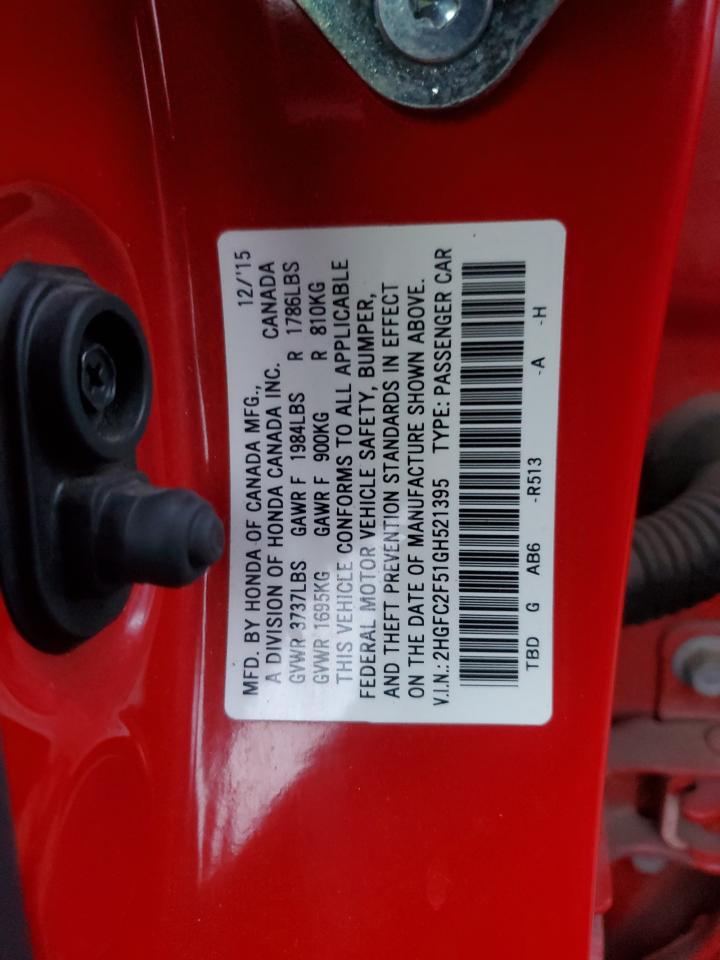 MFD. BY HONDA OF CANADA MFG., 12/'15
A DIVISION OF HONDA CANADA INC. CANADA
GVWR 3737LBS GAWR F 1984LBS R 1786LBS
GVWR 1695KG GAWR F 900KG R 810KG
THIS VEHICLE CONFORMS TO ALL APPLICABLE
FEDERAL MOTOR VEHICLE SAFETY, BUMPER,
AND THEFT PREVENTION STANDARDS IN EFFECT
ON THE DATE OF MANUFACTURE SHOWN ABOVE.
V.I.N.: 2HGFC2F51GH521395 TYPE: PASSENGER CAR
TBD G AB6 -R513 -A -H